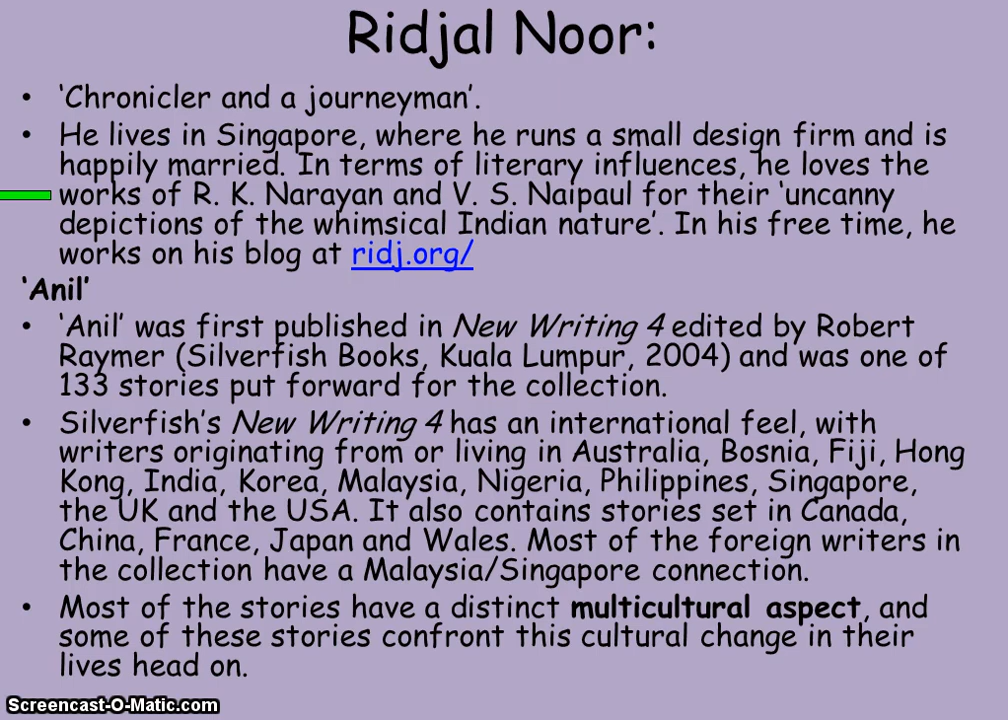 Ridjal Noor:
• ‘Chronicler and a journeyman’.
• He lives in Singapore, where he runs a small design firm and is
happily married. In terms of literary influences, he loves the
works of R. K. Narayan and V. S. Naipaul for their ‘uncanny
depictions of the whimsical Indian nature’. In his free time, he
works on his blog at ridj.org/
‘Anil’
• ‘Anil’ was first published in New Writing 4 edited by Robert
Raymer (Silverfish Books, Kuala Lumpur, 2004) and was one of
133 stories put forward for the collection.
• Silverfish’s New Writing 4 has an international feel, with
writers originating from or living in Australia, Bosnia, Fiji, Hong
Kong, India, Korea, Malaysia, Nigeria, Philippines, Singapore,
the UK and the USA. It also contains stories set in Canada,
China, France, Japan and Wales. Most of the foreign writers in
the collection have a Malaysia/Singapore connection.
• Most of the stories have a distinct multicultural aspect, and
some of these stories confront this cultural change in their
lives head on.
Screencast-O-Matic.com